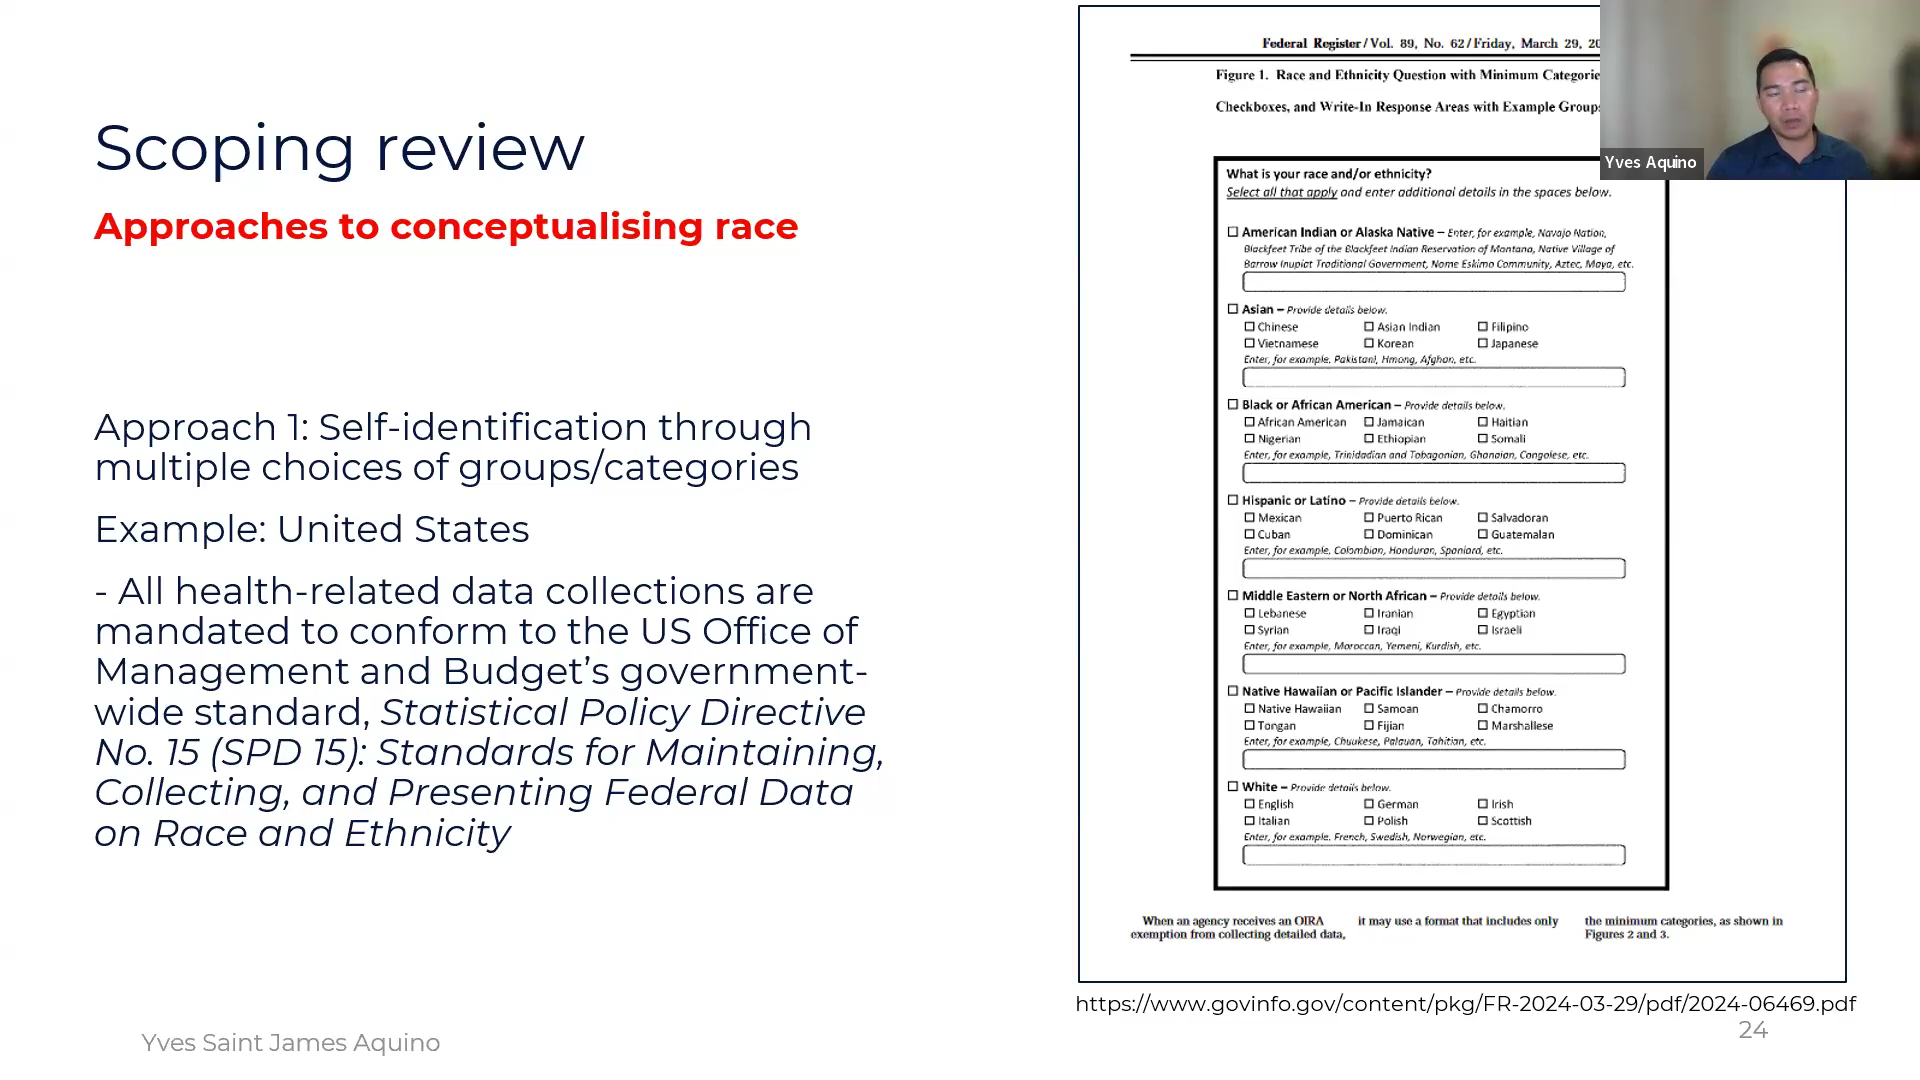 Scoping review
Approaches to conceptualising race
Approach 1: Self-identification through
multiple choices of groups/categories
Example: United States
- All health-related data collections are
mandated to conform to the US Office of
Management and Budget’s government-
wide standard, Statistical Policy Directive
No. 15 (SPD 15): Standards for Maintaining,
Collecting, and Presenting Federal Data
on Race and Ethnicity
Yves Saint James Aquino
Federal Register / Vol. 89, No. 62 / Friday, March 29, 20
Figure 1. Race and Ethnicity Question with Minimum Categorie
Checkboxes, and Write-In Response Areas with Example Groups
Yves Aquino
What is your race and/or ethnicity?
Select all that apply and enter additional details in the spaces below.
American Indian or Alaska Native – Enter, for example, Navajo Nation,
Blackfeet Tribe of the Blackfeet Indian Reservation of Montana, Native Village of
Barrow Inupiat Traditional Government, Nome Eskimo Community, Aztec, Maya, etc.
Asian – Provide details below.
Chinese Asian Indian Filipino
Vietnamese Korean Japanese
Enter, for example, Pakistani, Hmong, Afghan, etc.
Black or African American – Provide details below.
African American Jamaican Haitian
Nigerian Ethiopian Somali
Enter, for example, Trinidadian and Tobagonian, Ghanaian, Congolese, etc.
Hispanic or Latino – Provide details below.
Mexican Puerto Rican Salvadoran
Cuban Dominican Guatemalan
Enter, for example, Colombian, Honduran, Spaniard, etc.
Middle Eastern or North African – Provide details below.
Lebanese Iranian Egyptian
Syrian Iraqi Israeli
Enter, for example, Moroccan, Yemeni, Kurdish, etc.
Native Hawaiian or Pacific Islander – Provide details below.
Native Hawaiian Samoan Chamorro
Tongan Fijian Marshallese
Enter, for example, Chuukese, Palauan, Tahitian, etc.
White – Provide details below.
English German Irish
Italian Polish Scottish
Enter, for example, French, Swedish, Norwegian, etc.
When an agency receives an OIRA
exemption from collecting detailed data,
it may use a format that includes only
the minimum categories, as shown in
Figures 2 and 3.
https://www.govinfo.gov/content/pkg/FR-2024-03-29/pdf/2024-06469.pdf
24